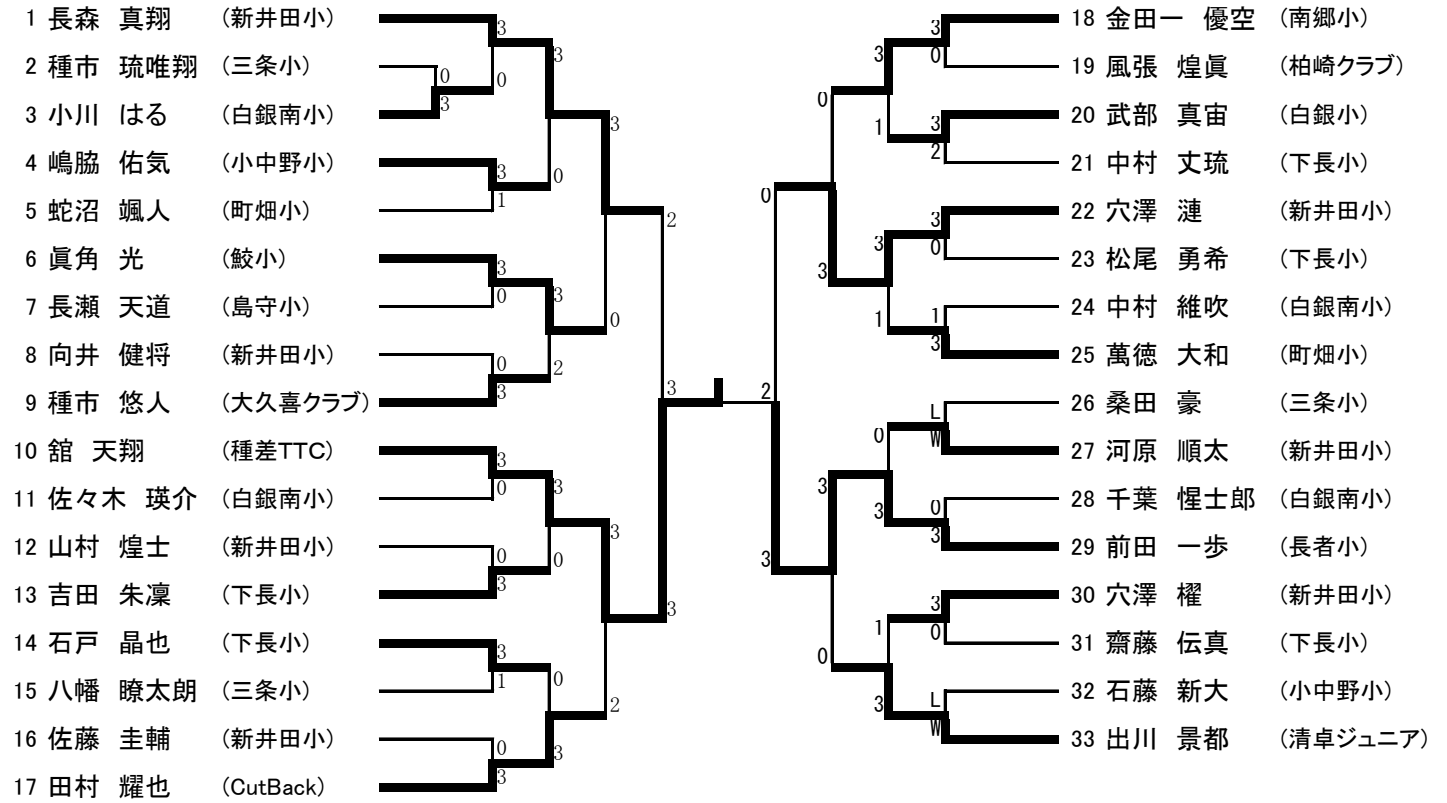 1 長森 真翔 (新井田小)
2 種市 琉唯翔 (三条小)
3 小川 はる (白銀南小)
4 嶋脇 佑気 (小中野小)
5 蛇沼 颯人 (町畑小)
6 眞角 光 (鮫小)
7 長瀬 天道 (島守小)
8 向井 健将 (新井田小)
9 種市 悠人 (大久喜クラブ)
10 舘 天翔 (種差TTC)
11 佐々木 瑛介 (白銀南小)
12 山村 煌士 (新井田小)
13 吉田 朱凜 (下長小)
14 石戸 晶也 (下長小)
15 八幡 瞭太朗 (三条小)
16 佐藤 圭輔 (新井田小)
17 田村 耀也 (CutBack)
3
0
3
0
3
3
1
0
3
3
0
3
0
3
2
0
2
3
0
3
0
3
0
3
3
1
0
0
3
3
2
3
3
2
18 金田一 優空 (南郷小)
19 風張 煌眞 (柏崎クラブ)
20 武部 真宙 (白銀小)
21 中村 丈琉 (下長小)
22 穴澤 漣 (新井田小)
23 松尾 勇希 (下長小)
24 中村 維吹 (白銀南小)
25 萬徳 大和 (町畑小)
26 桑田 豪 (三条小)
27 河原 順太 (新井田小)
28 千葉 惺士郎 (白銀南小)
29 前田 一歩 (長者小)
30 穴澤 櫂 (新井田小)
31 齋藤 伝真 (下長小)
32 石藤 新大 (小中野小)
33 出川 景都 (清卓ジュニア)
3
0
3
0
3
2
1
0
3
0
3
3
1
3
1
L
W
0
3
0
3
3
3
3
0
1
0
L
W
3